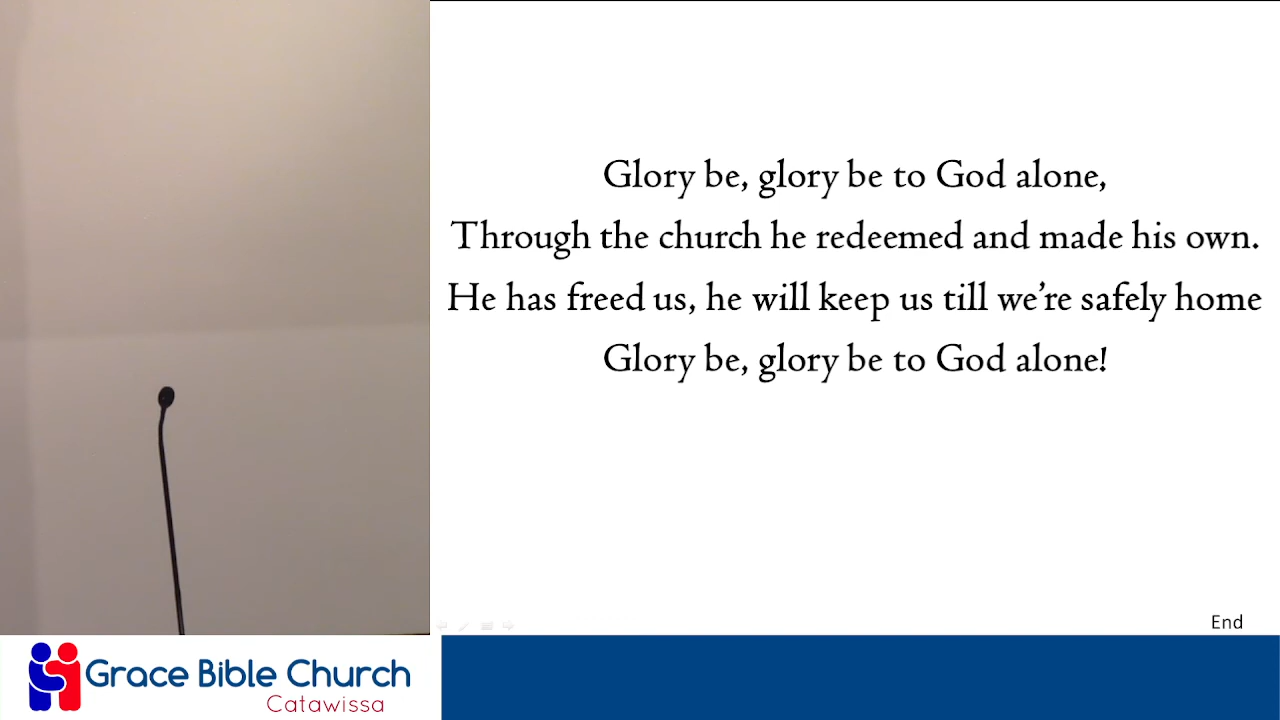 Glory be, glory be to God alone,
Through the church he redeemed and made his own.
He has freed us, he will keep us till we’re safely home
Glory be, glory be to God alone!
End
Grace Bible Church
Catawissa